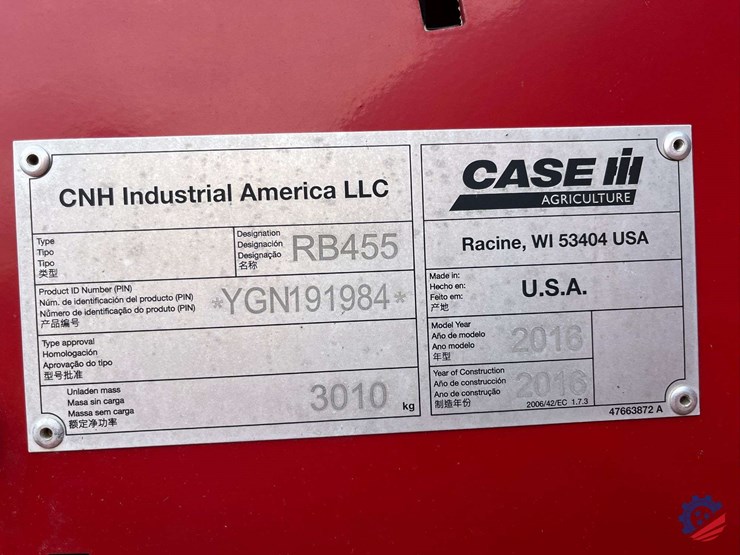 CNH Industrial America LLC
Type
Tipo
Tipo
类型
Designation
Designación
Designação
名称
RB455
Product ID Number (PIN)
Núm. de identificación del producto (PIN)
Número de identificação do produto (PIN)
产品编号
*YGN191984*
Type approval
Homologación
Aprovação do tipo
型号批准
Unladen mass
Masa sin carga
Massa sem carga
额定净功率
3010 kg
CASE IH
AGRICULTURE
Racine, WI 53404 USA
Made in:
Hecho en:
Feito em:
产地
U.S.A.
Model Year
Año de modelo
Ano modelo
年型
2016
Year of Construction
Año de construcción
Ano de construção
制造年份
2016
2006/42/EC 1.7.3
47663872 A